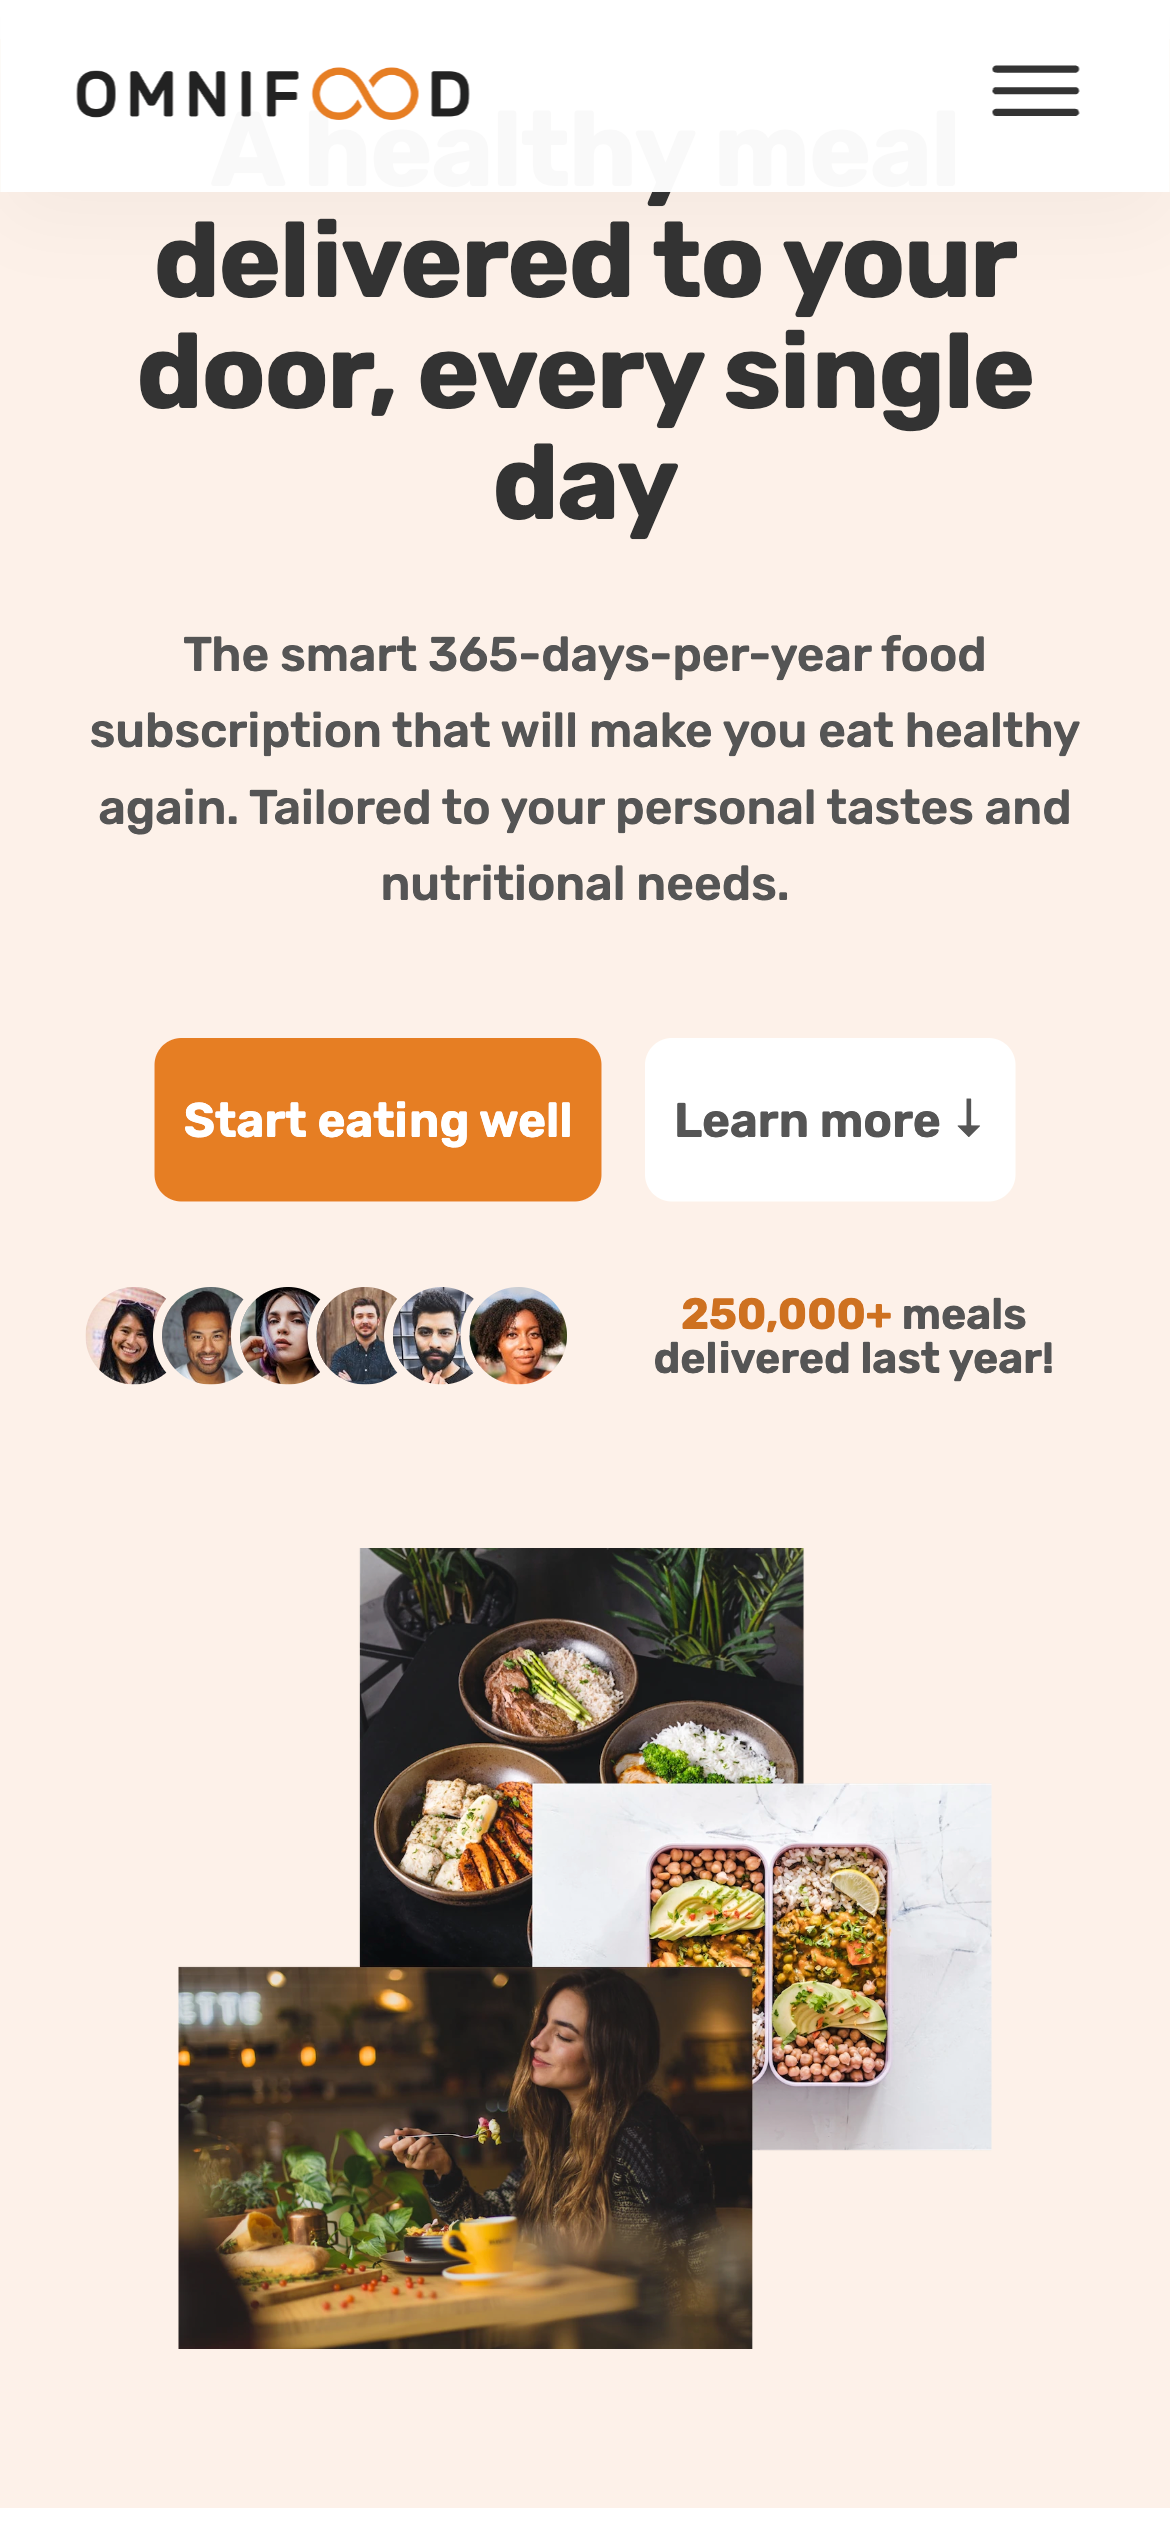 OMNIFOOD
A healthy meal
delivered to your
door, every single
day
The smart 365-days-per-year food
subscription that will make you eat healthy
again. Tailored to your personal tastes and
nutritional needs.
Start eating well
Learn more ↓
250,000+ meals
delivered last year!
ETTE